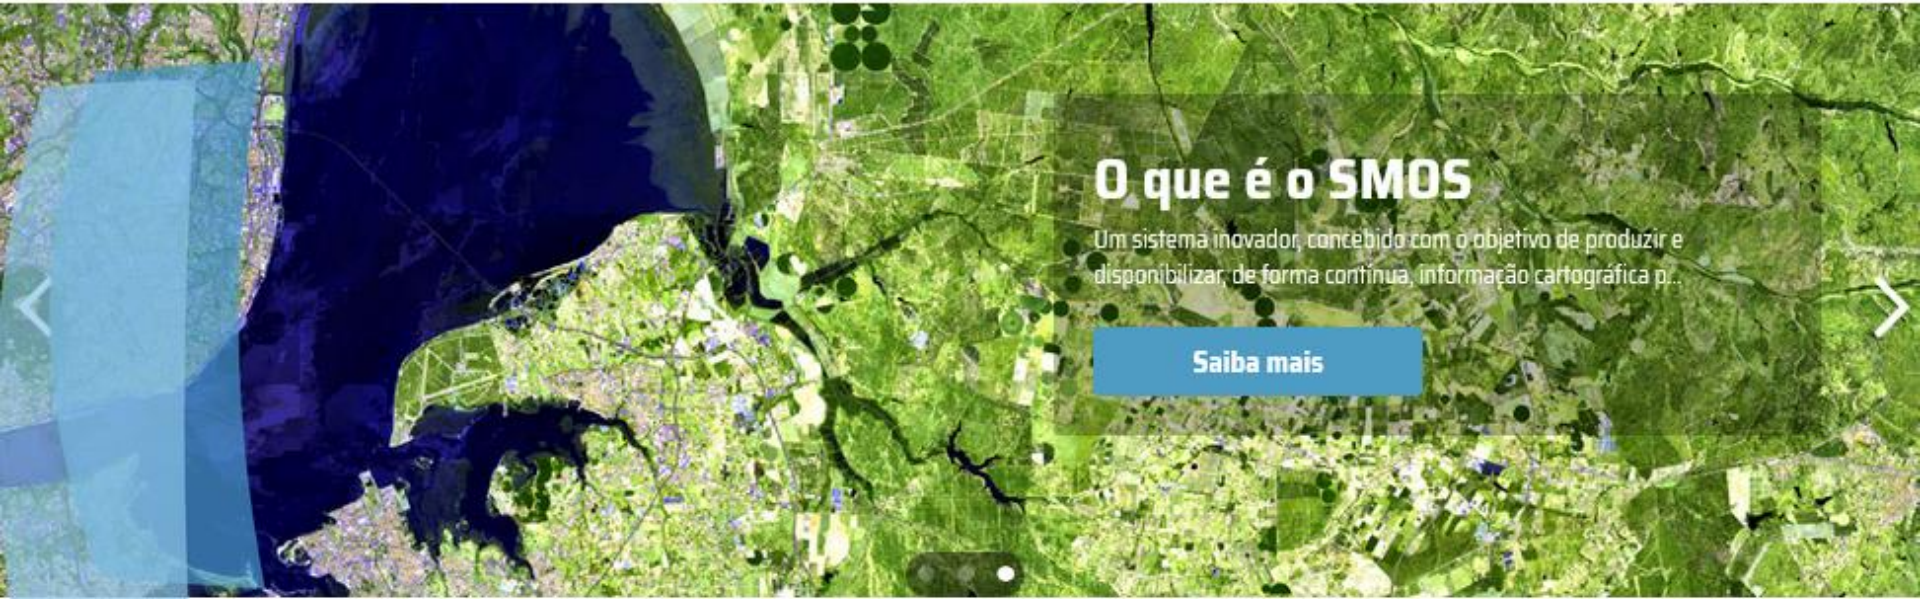 O que é o SMOS
Um sistema inovador, concebido com o objetivo de produzir e
disponibilizar, de forma contínua, informação cartográfica p...
Saiba mais